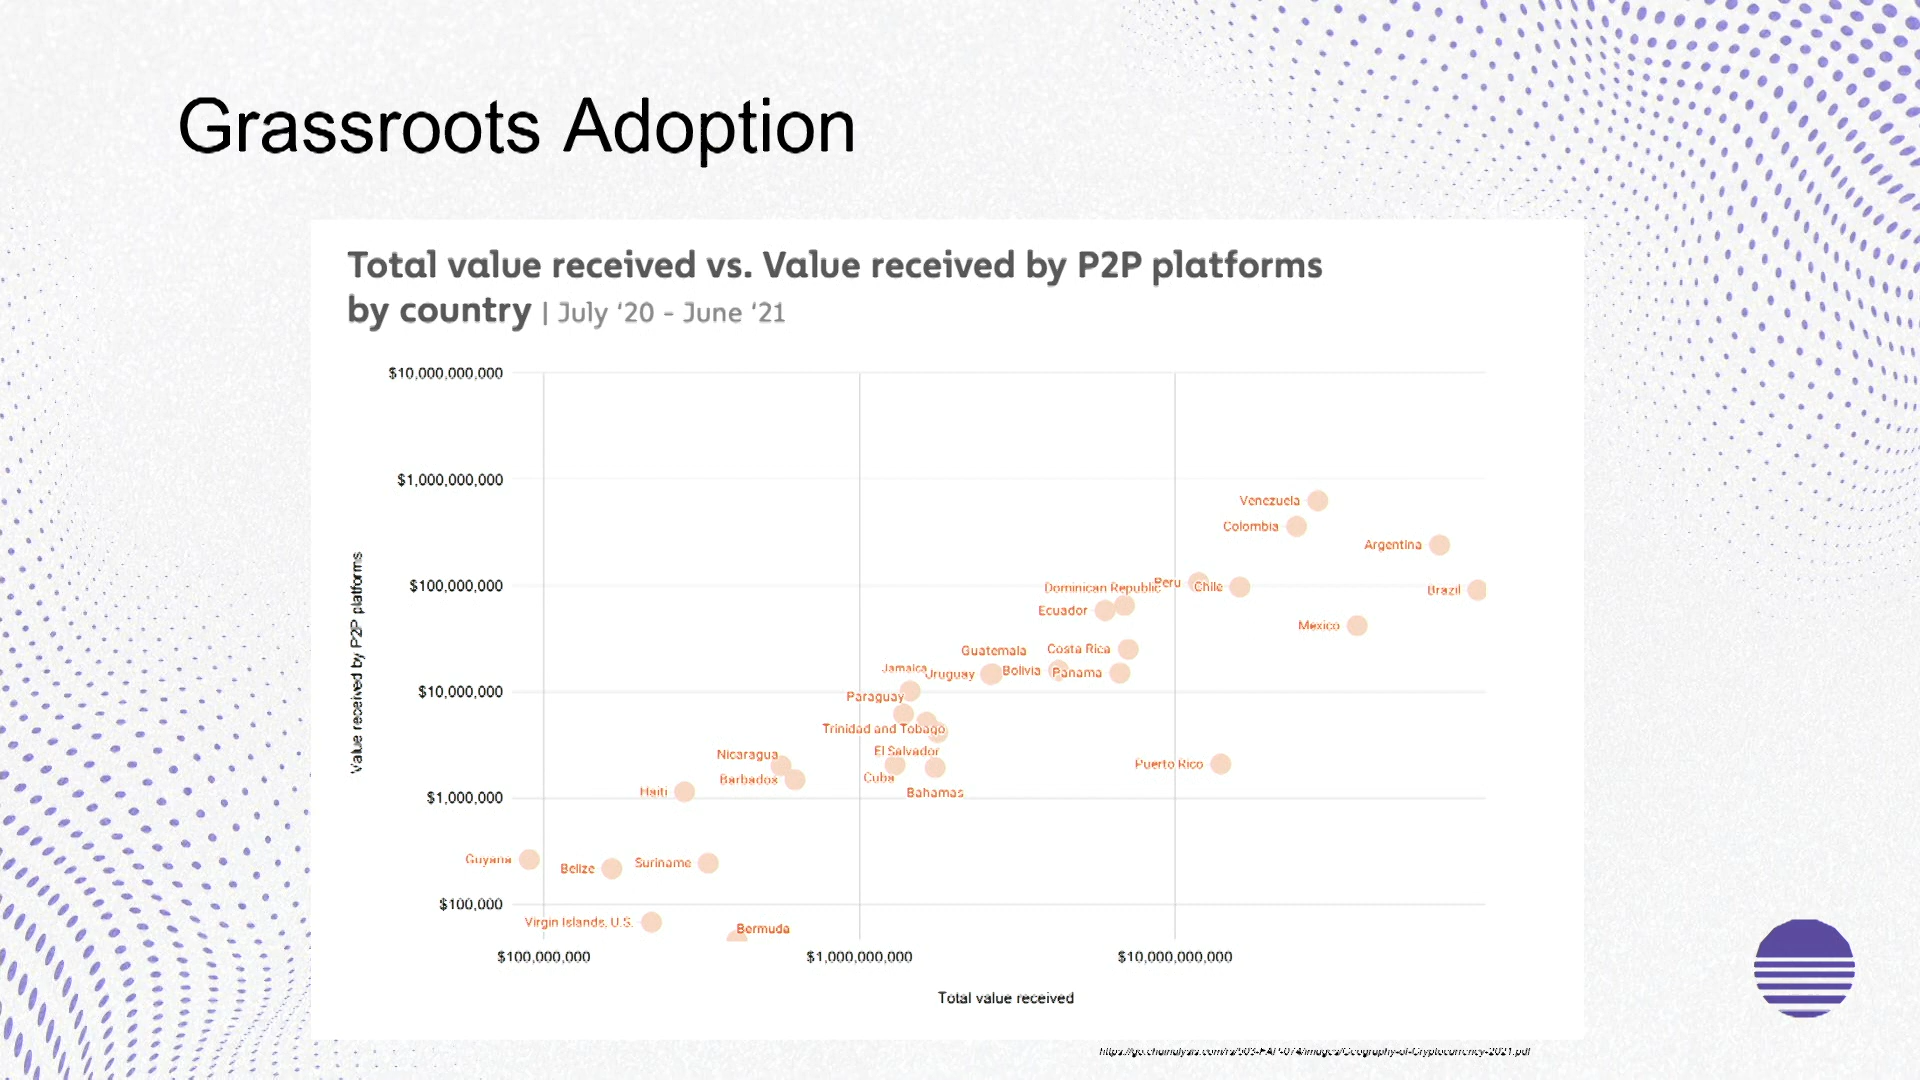 Grassroots Adoption
Total value received vs. Value received by P2P platforms
by country | July ‘20 - June ‘21
$10,000,000,000
$1,000,000,000
Venezuela
Colombia
Argentina
Value received by P2P platforms
$100,000,000
Dominican Republic
Peru
Chile
Brazil
Ecuador
Mexico
Guatemala
Costa Rica
Jamaica
Uruguay
Bolivia
Panama
$10,000,000
Paraguay
Trinidad and Tobago
El Salvador
Nicaragua
Puerto Rico
Barbados
Cuba
Haiti
Bahamas
$1,000,000
Guyana
Belize
Suriname
$100,000
Virgin Islands, U.S.
Bermuda
$100,000,000
$1,000,000,000
$10,000,000,000
Total value received